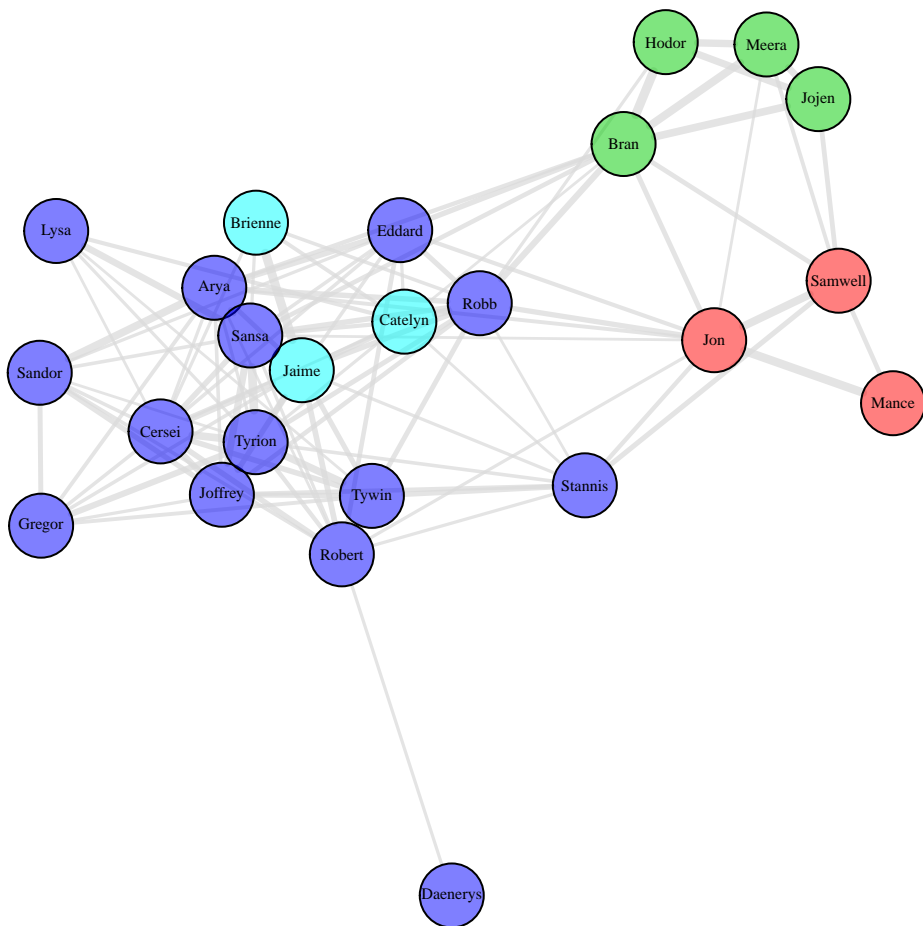 Hodor
Meera
Jojen
Bran
Brienne
Lysa
Eddard
Samwell
Arya
Robb
Catelyn
Sansa
Jon
Jaime
Sandor
Mance
Cersei
Tyrion
Stannis
Joffrey
Tywin
Gregor
Robert
Daenerys